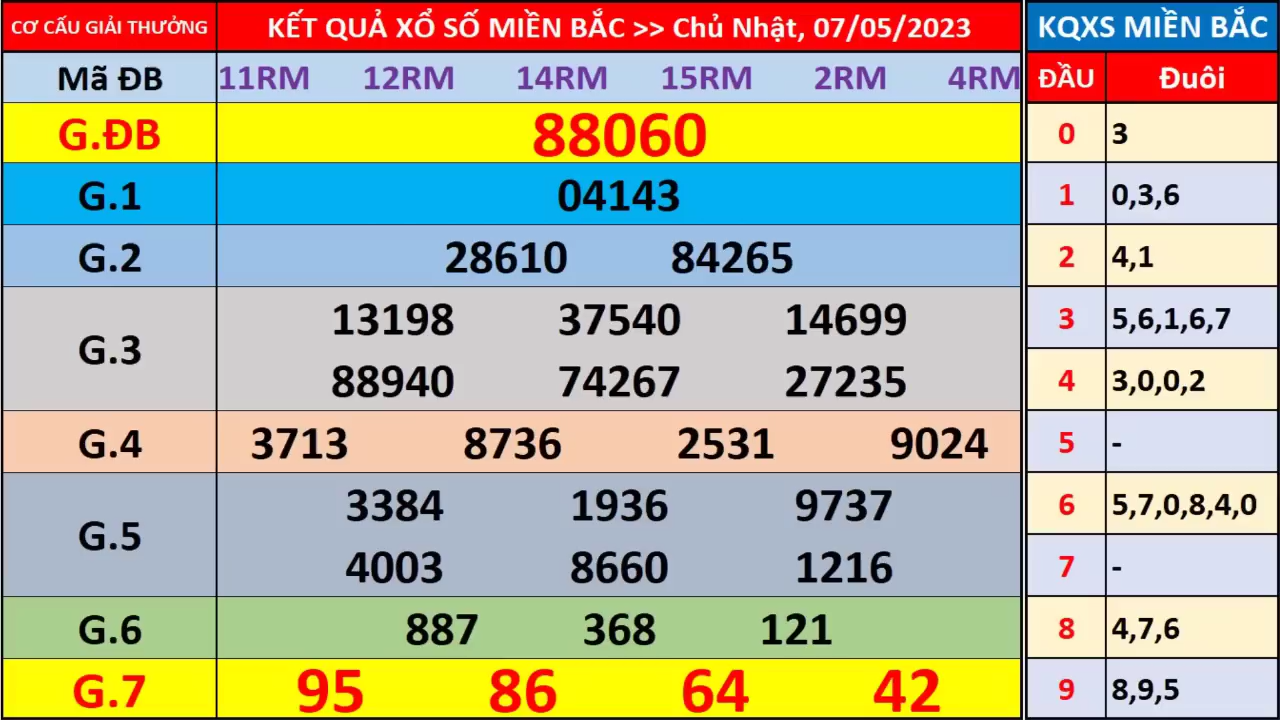 CƠ CẤU GIẢI THƯỞNG KẾT QUẢ XỔ SỐ MIỀN BẮC >> Chủ Nhật, 07/05/2023
Mã ĐB 11RM 12RM 14RM 15RM 2RM 4RM
G.ĐB 88060
G.1 04143
G.2 28610 84265
G.3
13198 37540 14699
88940 74267 27235
G.4 3713 8736 2531 9024
G.5
3384 1936 9737
4003 8660 1216
G.6 887 368 121
G.7 95 86 64 42
KQXS MIỀN BẮC
ĐẦU Đuôi
0 3
1 0,3,6
2 4,1
3 5,6,1,6,7
4 3,0,0,2
5 -
6 5,7,0,8,4,0
7 -
8 4,7,6
9 8,9,5